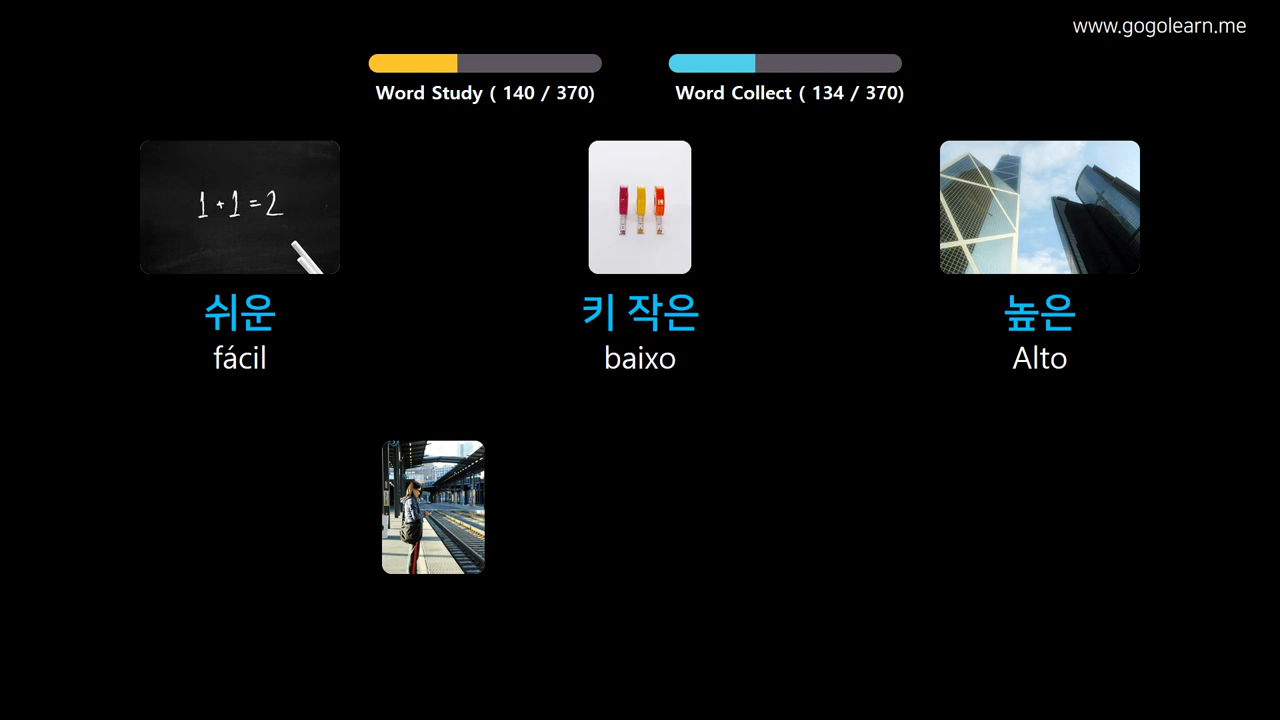 www.gogolearn.me
Word Study ( 140 / 370)
Word Collect ( 134 / 370)
1 + 1 = 2
쉬운
fácil
키 작은
baixo
높은
Alto